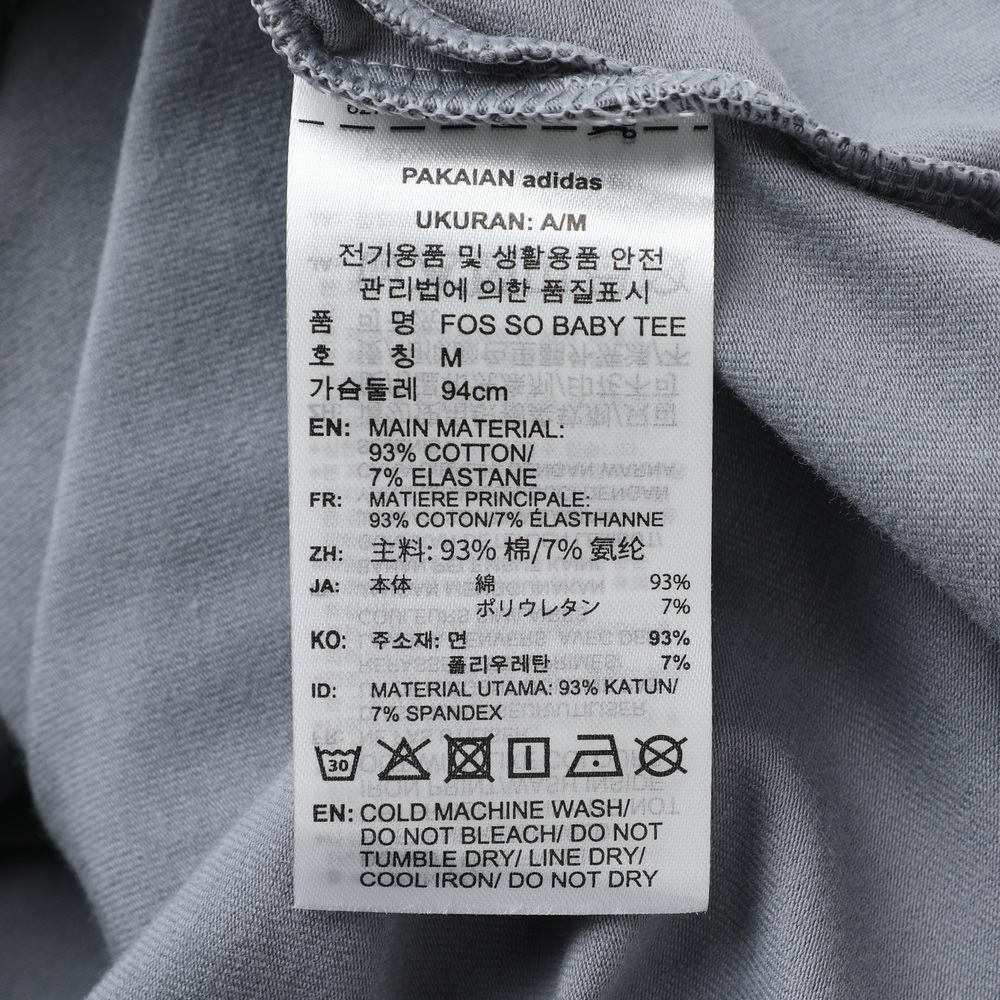 PAKAIAN adidas
UKURAN: A/M
전기용품 및 생활용품 안전
관리법에 의한 품질표시
품 명 FOS SO BABY TEE
호 칭 M
가슴둘레 94cm
EN: MAIN MATERIAL:
93% COTTON/
7% ELASTANE
FR: MATIERE PRINCIPALE:
93% COTON/7% ÉLASTHANNE
ZH: 主料: 93% 棉/7% 氨纶
JA: 本体 綿 93%
ポリウレタン 7%
KO: 주소재: 면 93%
폴리우레탄 7%
ID: MATERIAL UTAMA: 93% KATUN/
7% SPANDEX
30
EN: COLD MACHINE WASH/
DO NOT BLEACH/ DO NOT
TUMBLE DRY/ LINE DRY/
COOL IRON/ DO NOT DRY